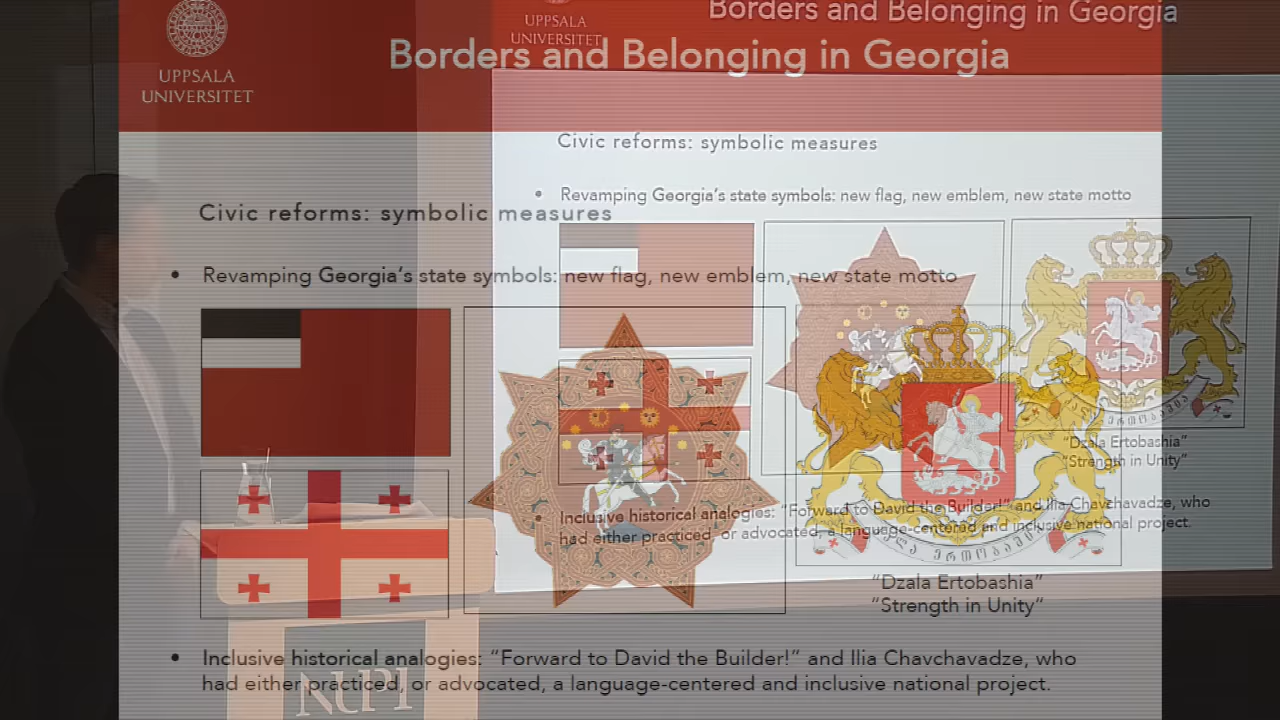 UPPSALA
UNIVERSITET
Borders and Belonging in Georgia
Civic reforms: symbolic measures
• Revamping Georgia's state symbols: new flag, new emblem, new state motto
"Dzala Ertobashia"
"Strength in Unity"
• Inclusive historical analogies: "Forward to David the Builder!" and Ilia Chavchavadze, who
had either practiced, or advocated, a language-centered and inclusive national project.
UPPSALA
UNIVERSITET
Borders and Belonging in Georgia
Civic reforms: symbolic measures
• Revamping Georgia's state symbols: new flag, new emblem, new state motto
"Dzala Ertobashia"
"Strength in Unity"
• Inclusive historical analogies: "Forward to David the Builder!" and Ilia Chavchavadze, who
had either practiced, or advocated, a language-centered and inclusive national project.
NUPI